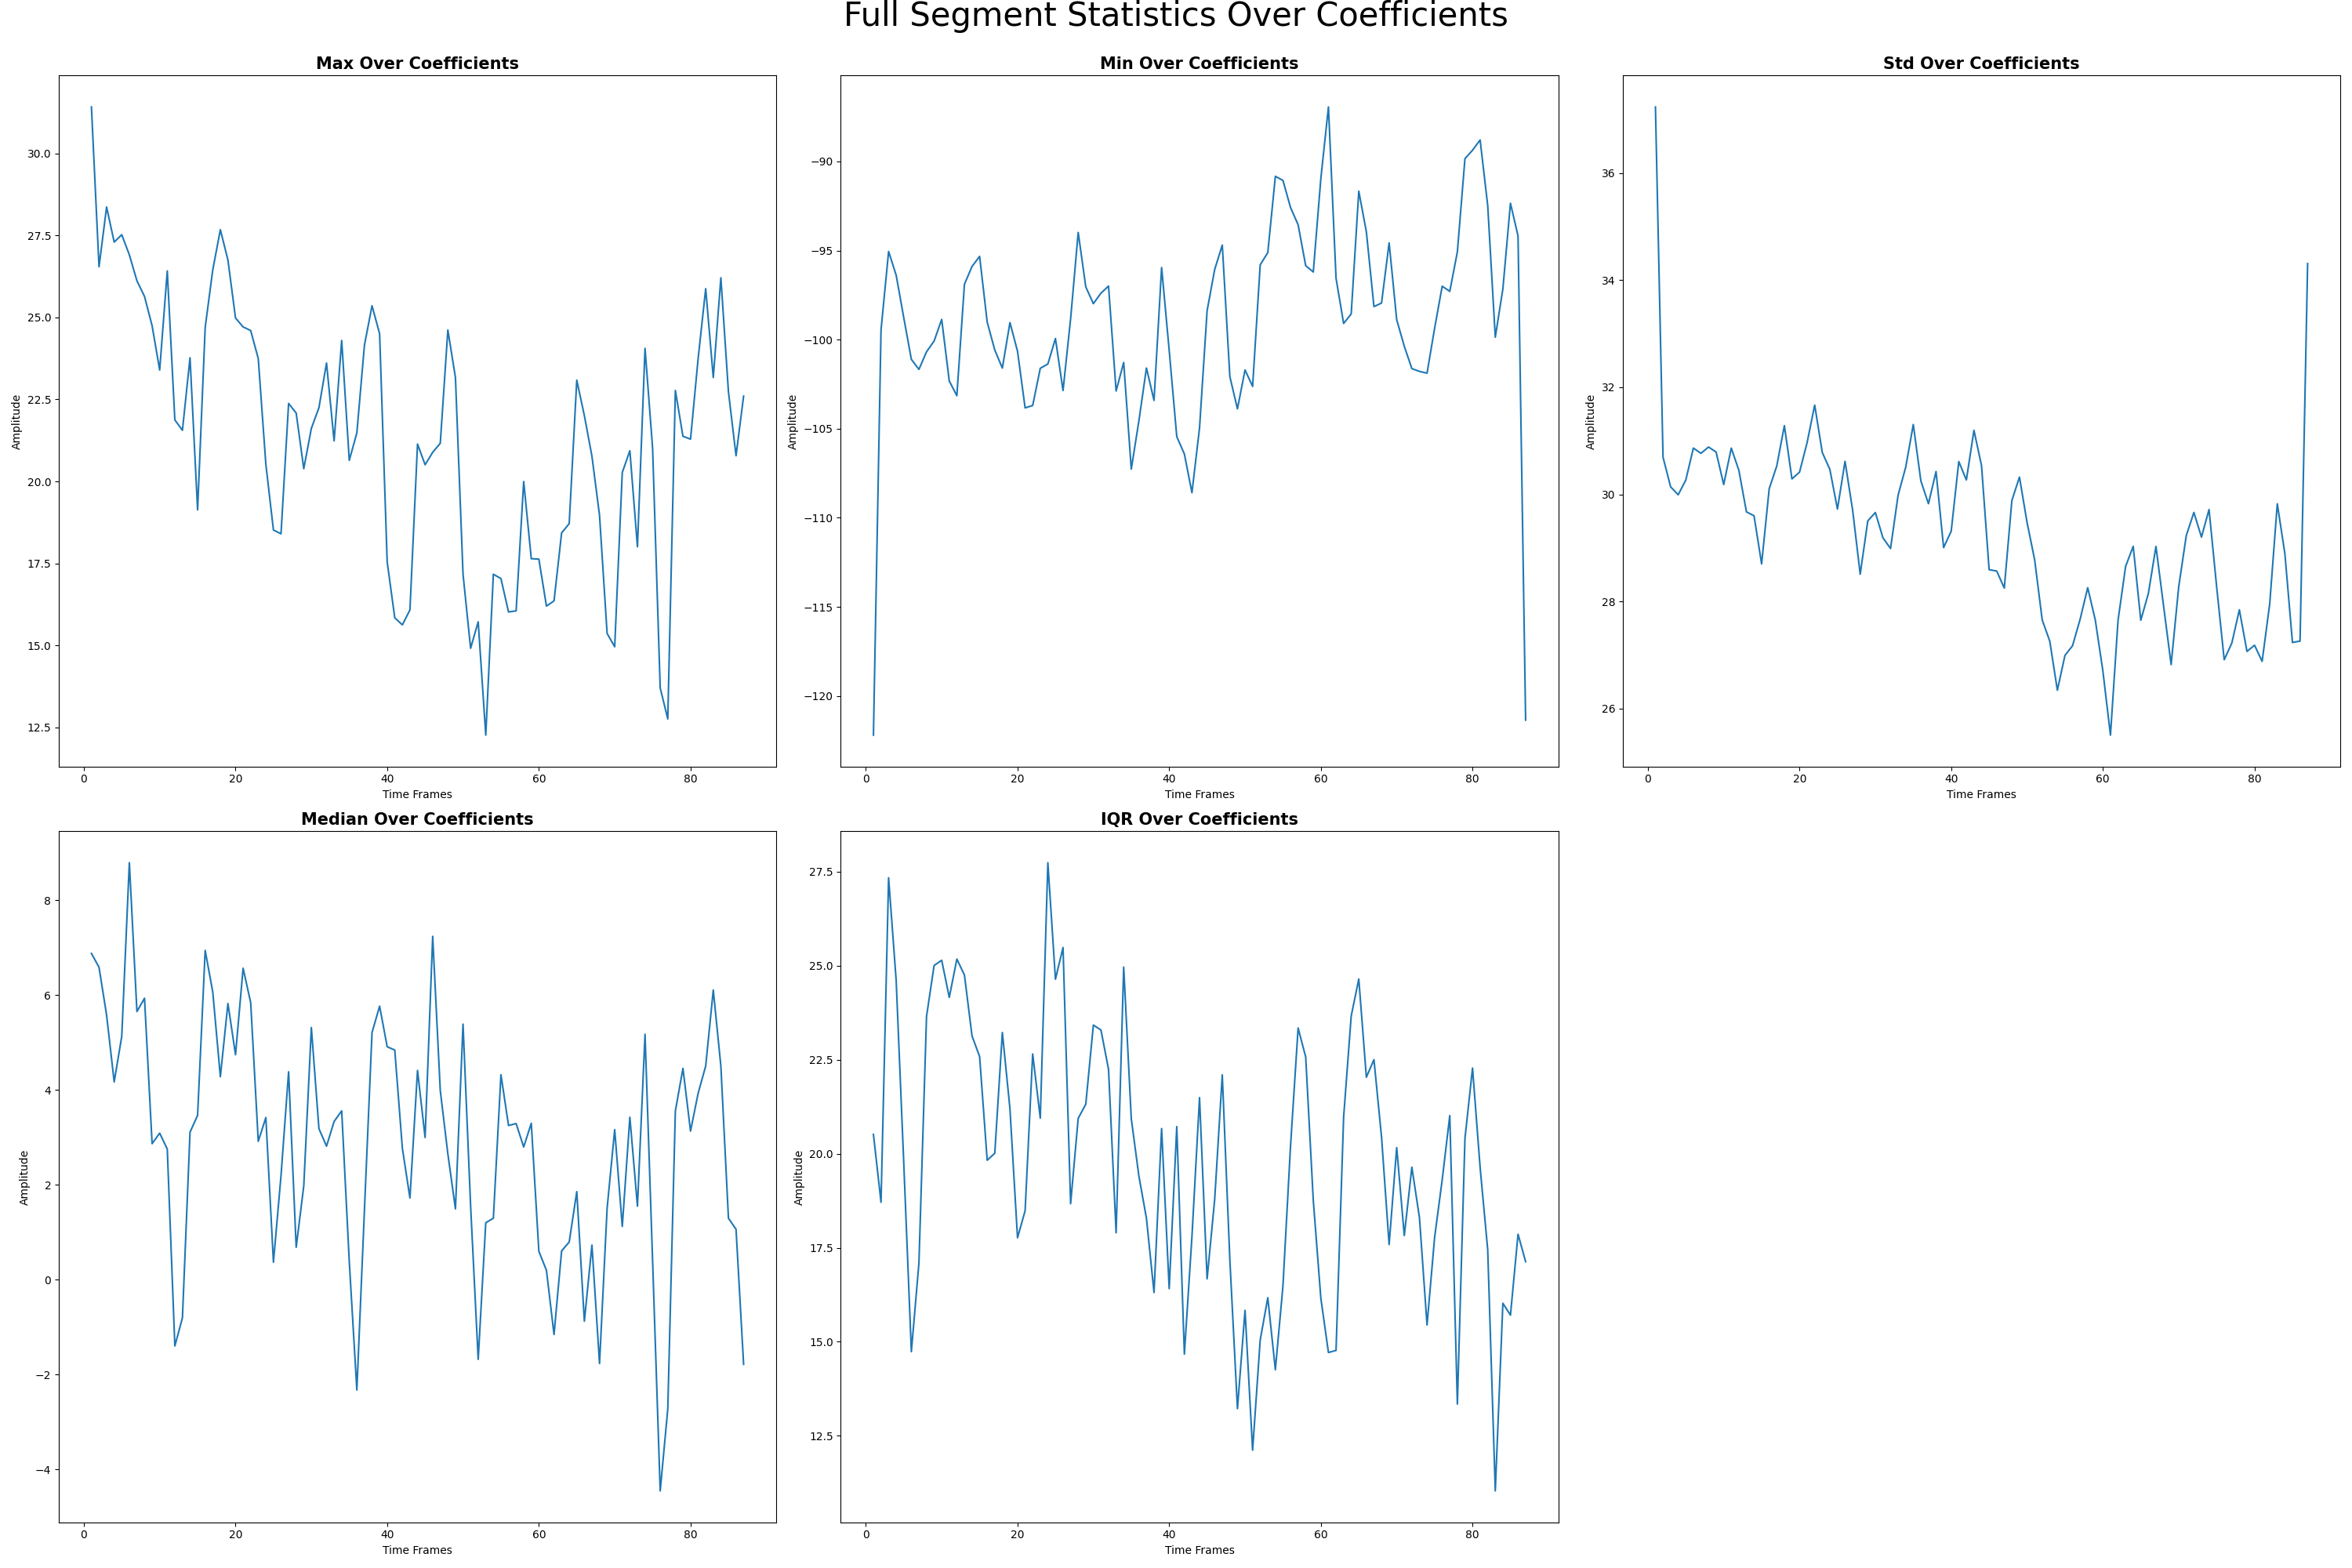 Full Segment Statistics Over Coefficients
Max Over Coefficients
Amplitude
30.0
27.5
25.0
22.5
20.0
17.5
15.0
12.5
0 20 40 60 80
Time Frames
Min Over Coefficients
Amplitude
−90
−95
−100
−105
−110
−115
−120
0 20 40 60 80
Time Frames
Std Over Coefficients
Amplitude
36
34
32
30
28
26
0 20 40 60 80
Time Frames
Median Over Coefficients
Amplitude
8
6
4
2
0
−2
−4
0 20 40 60 80
Time Frames
IQR Over Coefficients
Amplitude
27.5
25.0
22.5
20.0
17.5
15.0
12.5
0 20 40 60 80
Time Frames